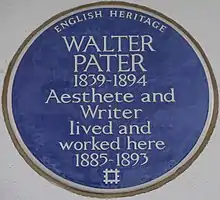 ENGLISH HERITAGE
WALTER
PATER
1839-1894
Aesthete and
Writer
lived and
worked here
1885-1893